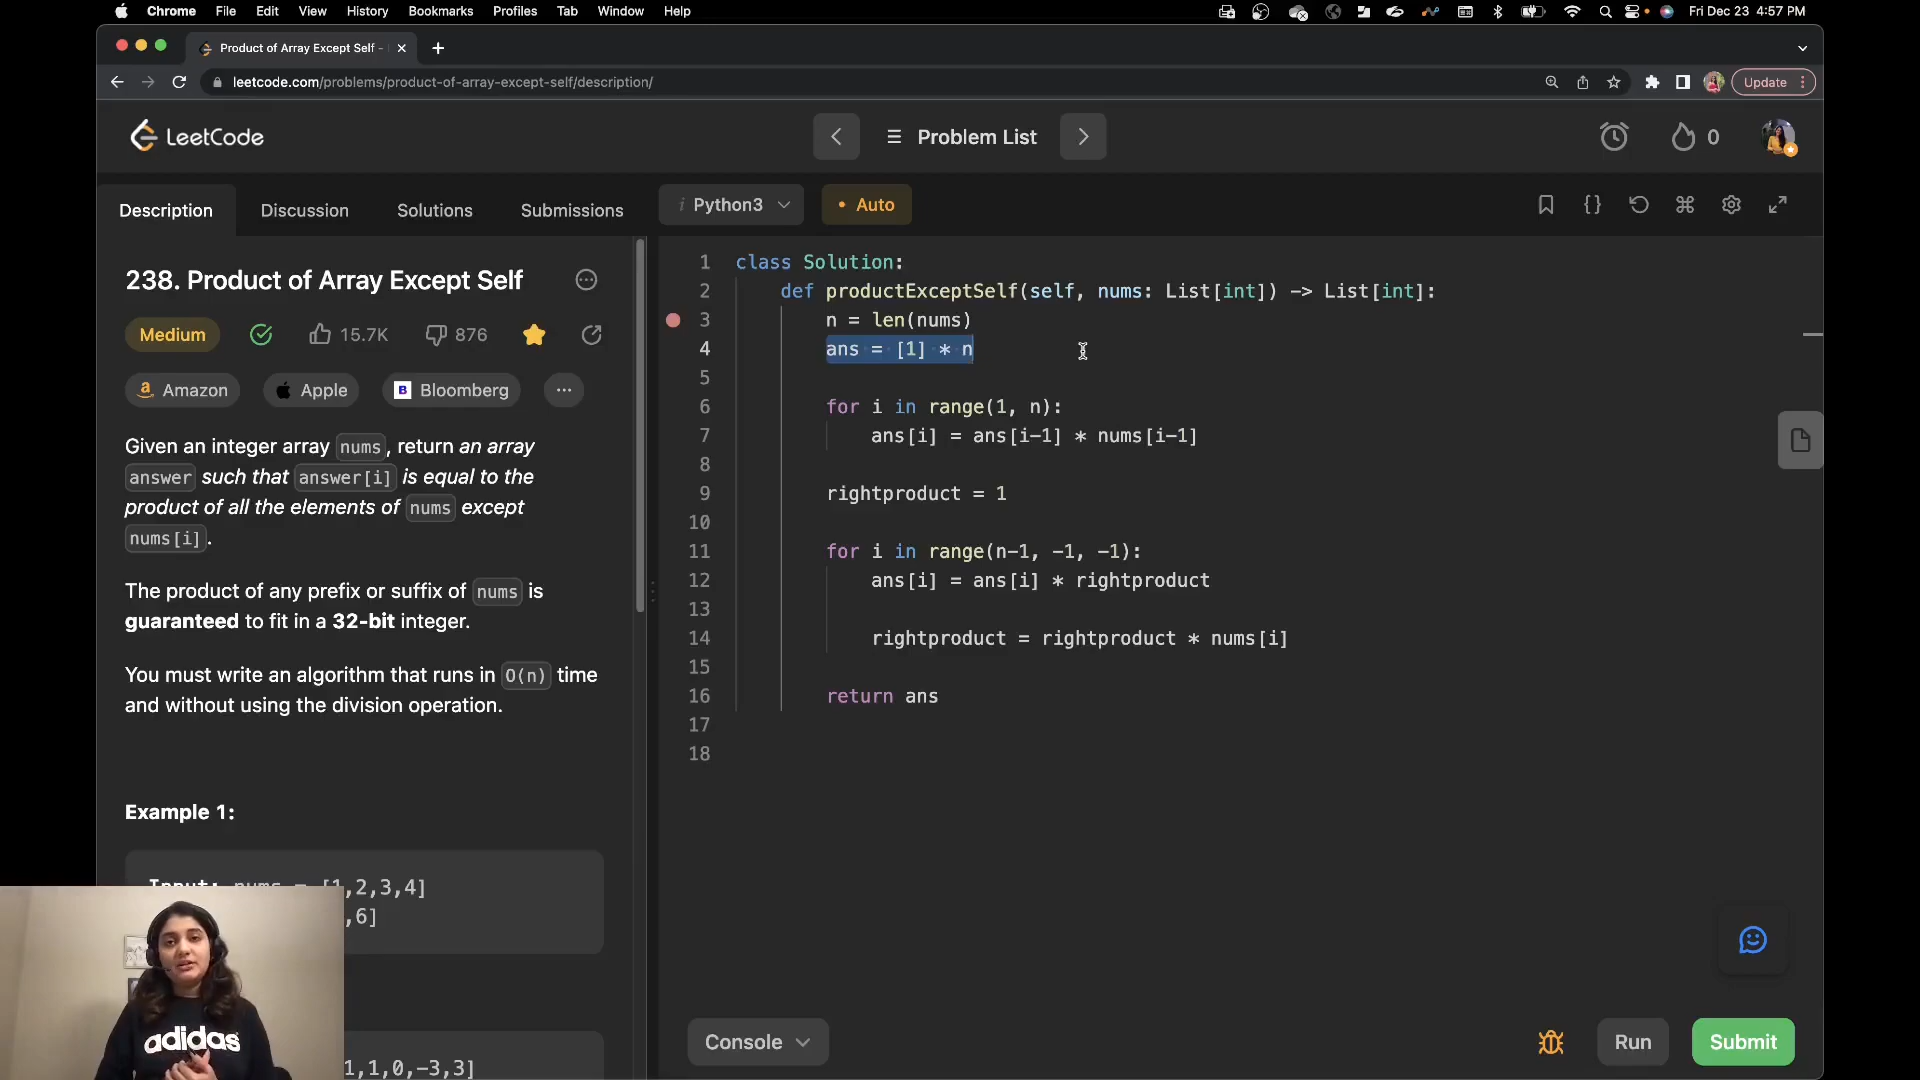 Chrome File Edit View History Bookmarks Profiles Tab Window Help
Fri Dec 23 4:57 PM
Product of Array Except Self -
leetcode.com/problems/product-of-array-except-self/description/
Update
LeetCode
Problem List
0
Description Discussion Solutions Submissions
238. Product of Array Except Self
Medium 15.7K 876
Amazon Apple B Bloomberg ...
Given an integer array nums, return an array
answer such that answer[i] is equal to the
product of all the elements of nums except
nums[i].
The product of any prefix or suffix of nums is
guaranteed to fit in a 32-bit integer.
You must write an algorithm that runs in O(n) time
and without using the division operation.
Example 1:
Input: nums = [1,2,3,4]
,6]
1,1,0,-3,3]
adidas
i Python3 • Auto
{}
1 class Solution:
2 def productExceptSelf(self, nums: List[int]) -> List[int]:
3 n = len(nums)
4 ans = [1] * n
5
6 for i in range(1, n):
7 ans[i] = ans[i-1] * nums[i-1]
8
9 rightproduct = 1
10
11 for i in range(n-1, -1, -1):
12 ans[i] = ans[i] * rightproduct
13
14 rightproduct = rightproduct * nums[i]
15
16 return ans
17
18
Console
Run
Submit